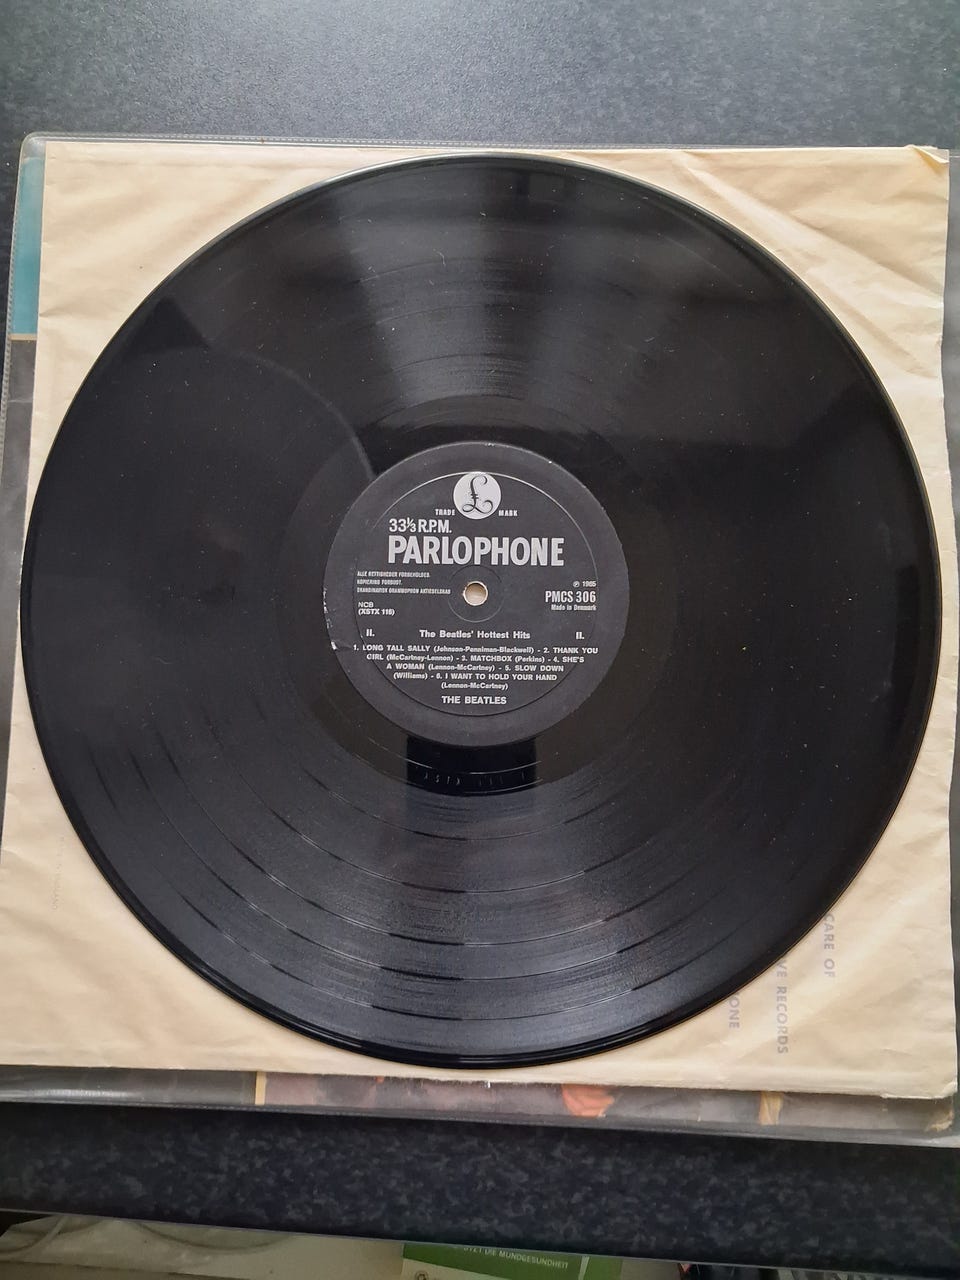 £
TRADE MARK
33⅓ R.P.M.
PARLOPHONE
ALLE RETTIGHEDER FORBEHOLDES.
KOPIERING FORBUDT.
SKANDINAVISK GRAMMOPHON AKTIESELSKAB
NCB
(XSTX 116)
℗ 1965
PMCS 306
Made in Denmark
II. The Beatles' Hottest Hits II.
1. LONG TALL SALLY (Johnson-Penniman-Blackwell) - 2. THANK YOU
GIRL (McCartney-Lennon) - 3. MATCHBOX (Perkins) - 4. SHE'S
A WOMAN (Lennon-McCartney) - 5. SLOW DOWN
(Williams) - 6. I WANT TO HOLD YOUR HAND
(Lennon-McCartney)
THE BEATLES
CARE OF
RECORDS
DIE MUNDGESUNDHEIT